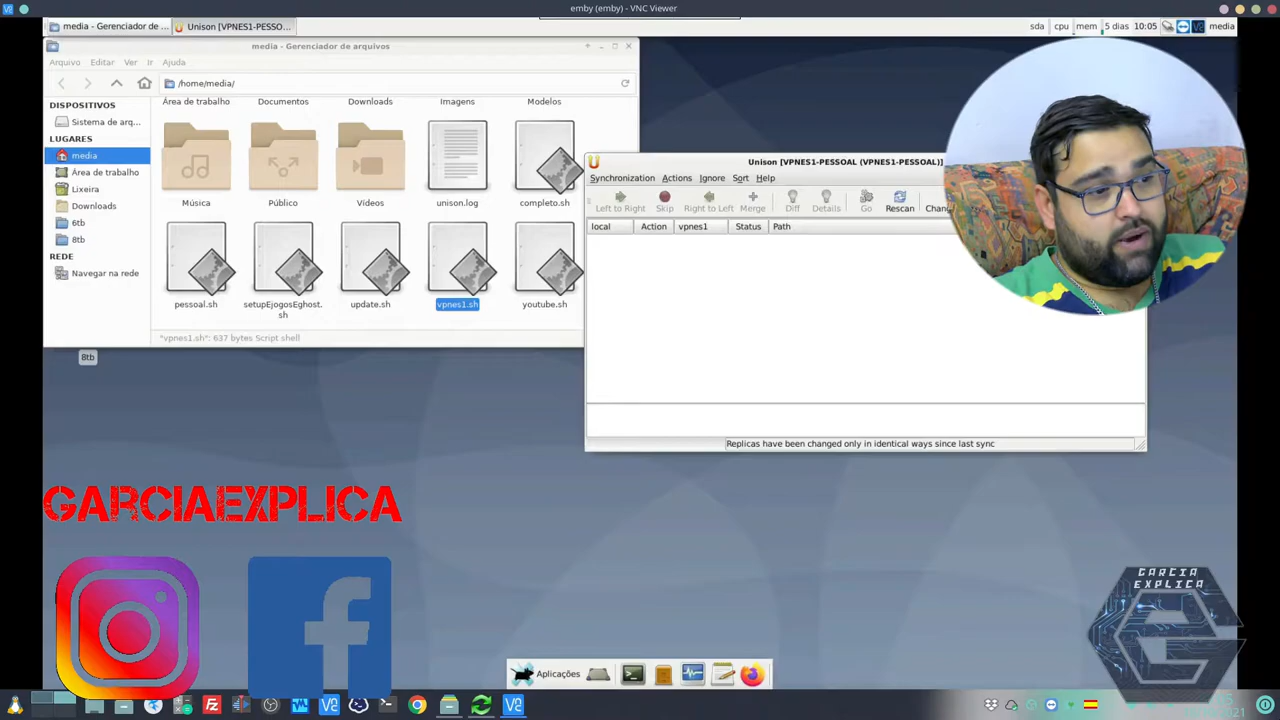 emby (emby) - VNC Viewer
media - Gerenciador de ...
Unison [VPNES1-PESSO...
sda cpu mem 5 dias 10:05 media
media - Gerenciador de arquivos
Arquivo Editar Ver Ir Ajuda
/home/media/
DISPOSITIVOS
Sistema de arq...
LUGARES
media
Área de trabalho
Lixeira
Downloads
6tb
8tb
REDE
Navegar na rede
Área de trabalho Documentos Downloads Imagens Modelos
Música Público Vídeos unison.log completo.sh
pessoal.sh setupEjogosEghost.
sh
update.sh vpnes1.sh youtube.sh
"vpnes1.sh": 637 bytes Script shell
8tb
Unison [VPNES1-PESSOAL (VPNES1-PESSOAL)]
Synchronization Actions Ignore Sort Help
Left to Right Skip Right to Left Merge Diff Details Go Rescan
local Action vpnes1 Status Path
Replicas have been changed only in identical ways since last sync
GARCIAEXPLICA
GARCIA
EXPLICA
Aplicações